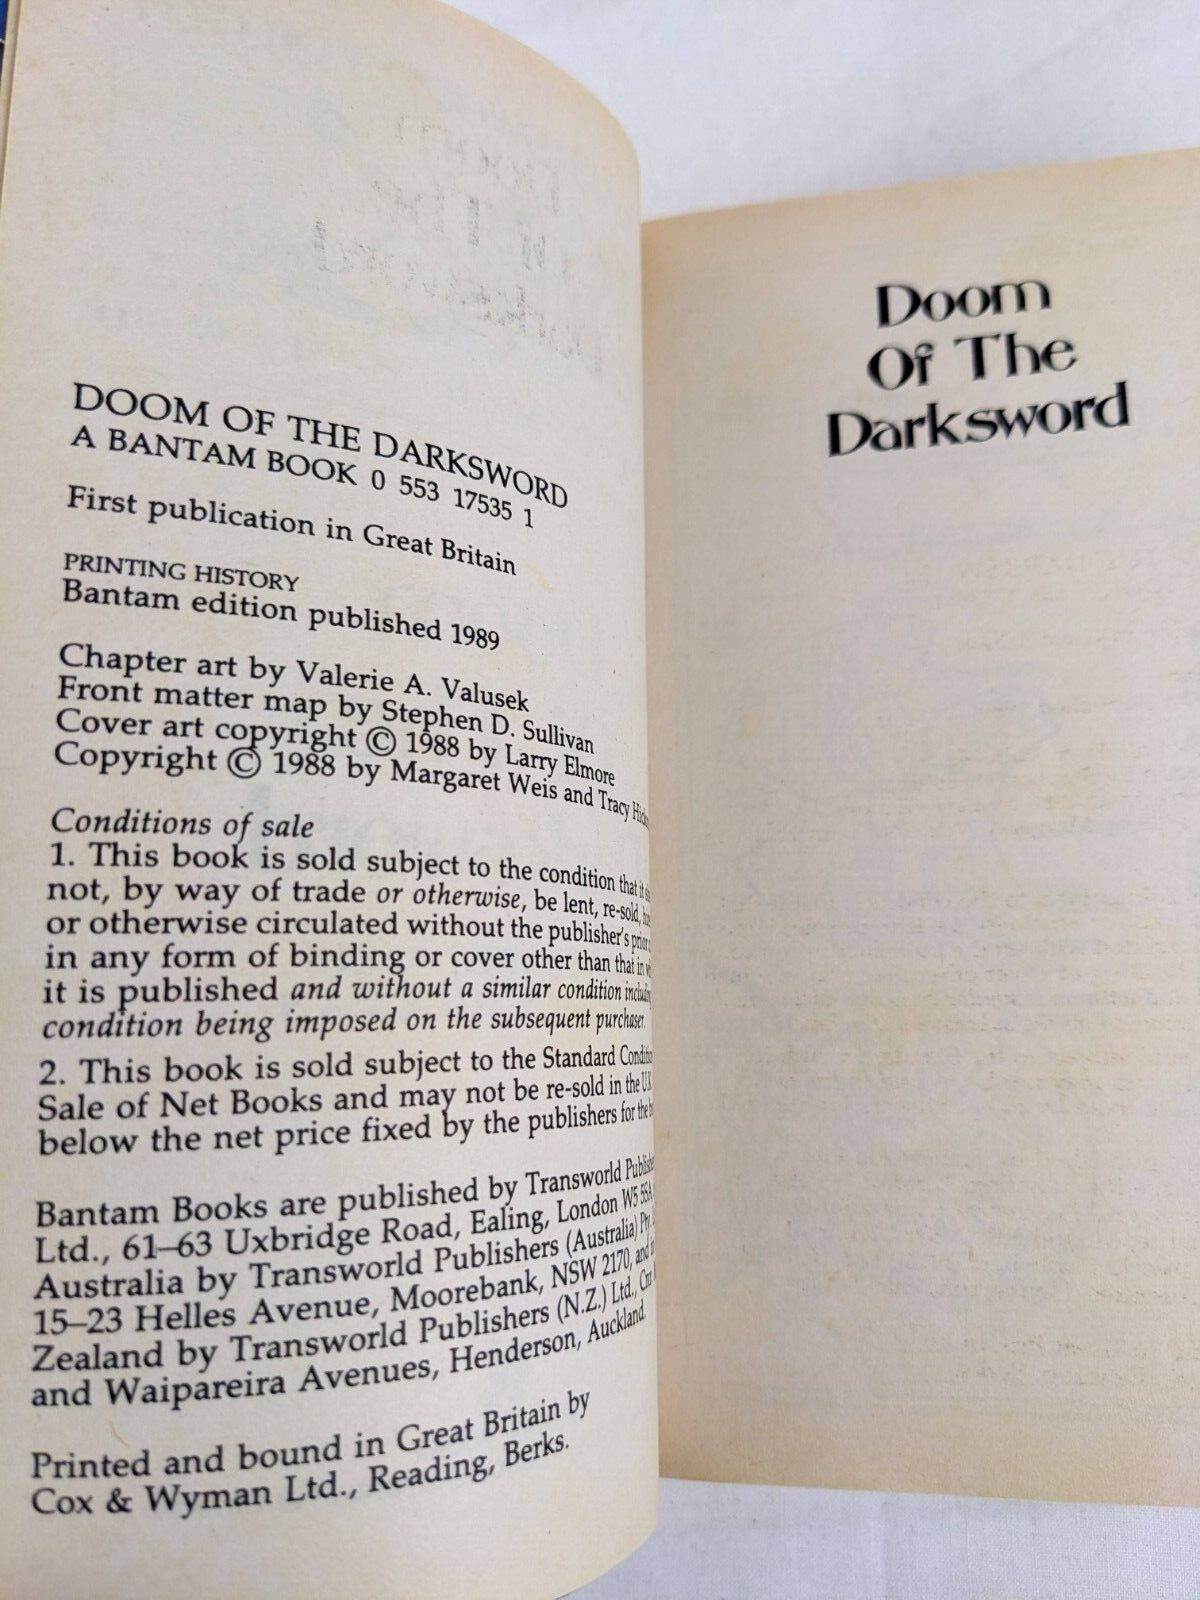 DOOM OF THE DARKSWORD
A BANTAM BOOK 0 553 17535 1
First publication in Great Britain
PRINTING HISTORY
Bantam edition published 1989
Chapter art by Valerie A. Valusek
Front matter map by Stephen D. Sullivan
Cover art copyright © 1988 by Larry Elmore
Copyright © 1988 by Margaret Weis and Tracy
Conditions of sale
1. This book is sold subject to the condition that it
not, by way of trade or otherwise, be lent, re-sold,
or otherwise circulated without the publisher's prior
in any form of binding or cover other than that in
it is published and without a similar condition
condition being imposed on the subsequent purchaser.
2. This book is sold subject to the Standard
Sale of Net Books and may not be re-sold in the U.K.
below the net price fixed by the publishers for the
Bantam Books are published by Transworld
Ltd., 61–63 Uxbridge Road, Ealing, London W5 5SA,
Australia by Transworld Publishers (Australia) Pty.
15–23 Helles Avenue, Moorebank, NSW 2170, and
Zealand by Transworld Publishers (N.Z.) Ltd.,
and Waipareira Avenues, Henderson, Auckland.
Printed and bound in Great Britain by
Cox & Wyman Ltd., Reading, Berks.
Doom
Of The
Darksword